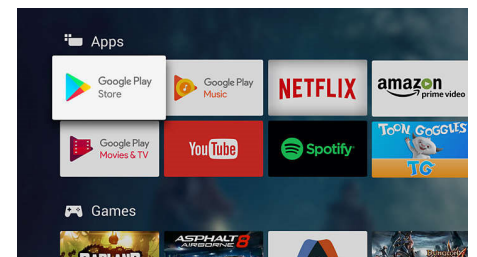 Apps
Google Play
Store
Google Play
Music
NETFLIX
amazon
prime video
Google Play
Movies & TV
YouTube
Spotify
TOON GOGGLES
TG
Games
BADLAND
ASPHALT 8
AIRBORNE